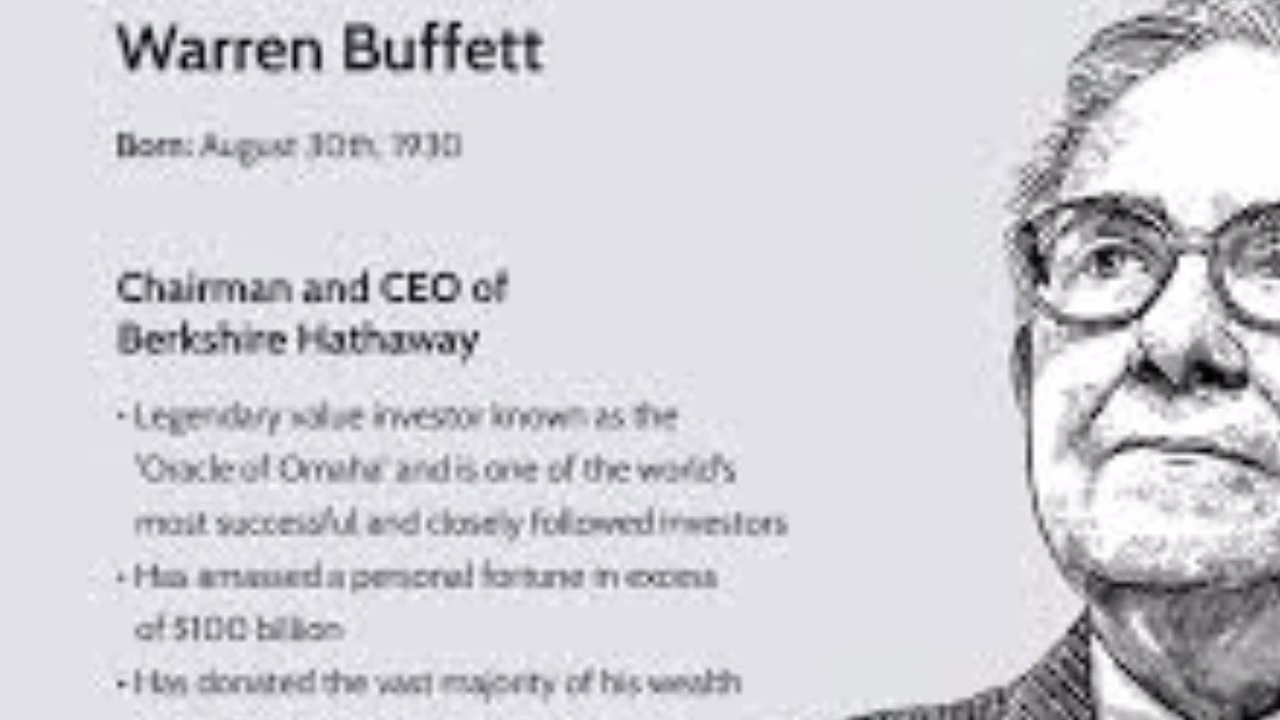 Warren Buffett
Born: August 30th, 1930
Chairman and CEO of
Berkshire Hathaway
• Legendary value investor known as the
'Oracle of Omaha' and is one of the world's
most successful and closely followed investors
• Has amassed a personal fortune in excess
of $100 billion
• Has donated the vast majority of his wealth